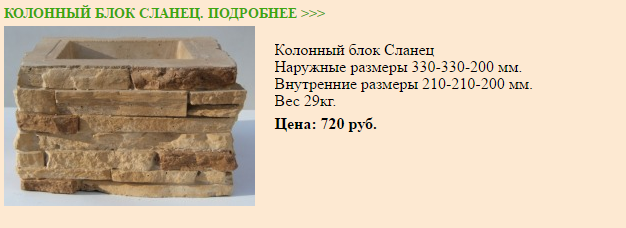 КОЛОННЫЙ БЛОК СЛАНЕЦ. ПОДРОБНЕЕ >>>
Колонный блок Сланец
Наружные размеры 330-330-200 мм.
Внутренние размеры 210-210-200 мм.
Вес 29кг.
Цена: 720 руб.